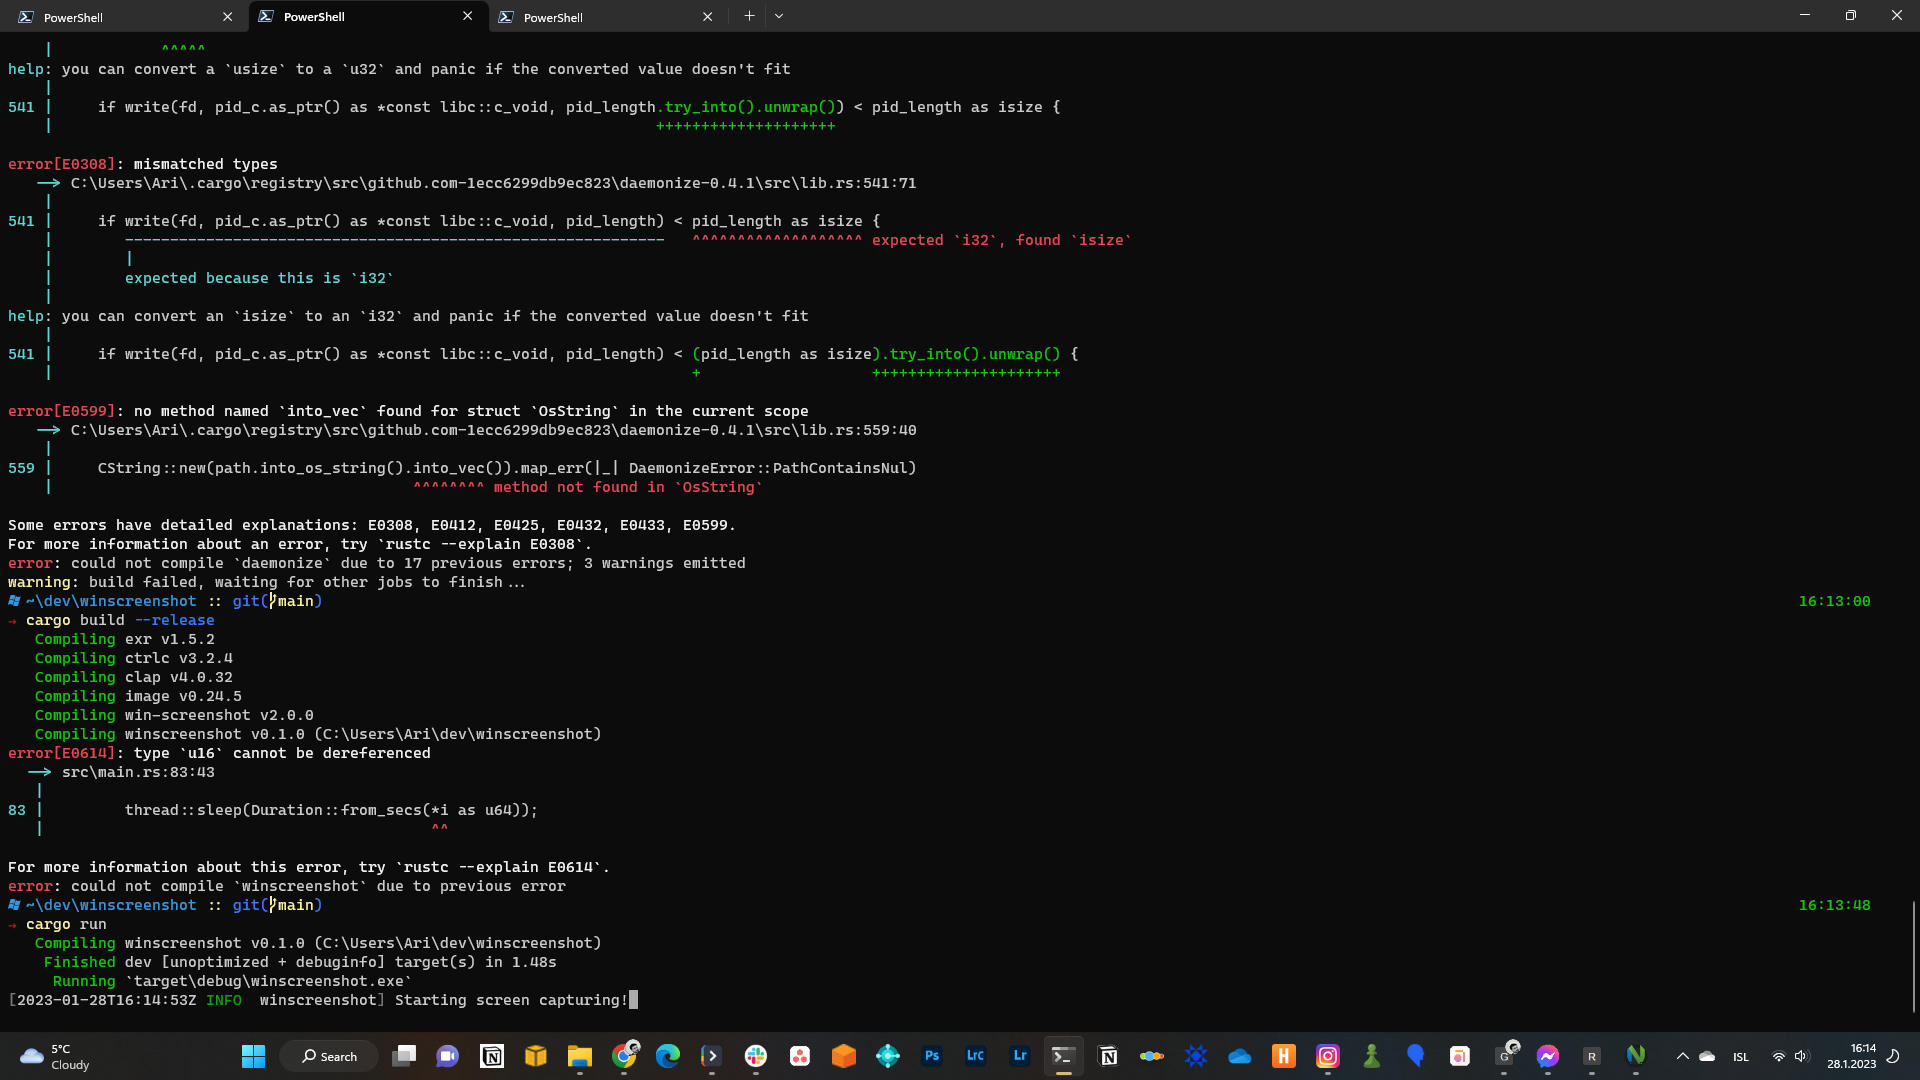 PowerShell
PowerShell
PowerShell
| ^^^^^
help: you can convert a `usize` to a `u32` and panic if the converted value doesn't fit
|
541 | if write(fd, pid_c.as_ptr() as *const libc::c_void, pid_length.try_into().unwrap()) < pid_length as isize {
| ++++++++++++++++++++
error[E0308]: mismatched types
--> C:\Users\Ari\.cargo\registry\src\github.com-1ecc6299db9ec823\daemonize-0.4.1\src\lib.rs:541:71
|
541 | if write(fd, pid_c.as_ptr() as *const libc::c_void, pid_length) < pid_length as isize {
| ------------------------------------------------------------ ^^^^^^^^^^^^^^^^^^^ expected `i32`, found `isize`
| |
| expected because this is `i32`
|
help: you can convert an `isize` to an `i32` and panic if the converted value doesn't fit
|
541 | if write(fd, pid_c.as_ptr() as *const libc::c_void, pid_length) < (pid_length as isize).try_into().unwrap() {
| + +++++++++++++++++++++
error[E0599]: no method named `into_vec` found for struct `OsString` in the current scope
--> C:\Users\Ari\.cargo\registry\src\github.com-1ecc6299db9ec823\daemonize-0.4.1\src\lib.rs:559:40
|
559 | CString::new(path.into_os_string().into_vec()).map_err(|_| DaemonizeError::PathContainsNul)
| ^^^^^^^^ method not found in `OsString`
Some errors have detailed explanations: E0308, E0412, E0425, E0432, E0433, E0599.
For more information about an error, try `rustc --explain E0308`.
error: could not compile `daemonize` due to 17 previous errors; 3 warnings emitted
warning: build failed, waiting for other jobs to finish...
~\dev\winscreenshot :: git(main) 16:13:00
→ cargo build --release
Compiling exr v1.5.2
Compiling ctrlc v3.2.4
Compiling clap v4.0.32
Compiling image v0.24.5
Compiling win-screenshot v2.0.0
Compiling winscreenshot v0.1.0 (C:\Users\Ari\dev\winscreenshot)
error[E0614]: type `u16` cannot be dereferenced
--> src\main.rs:83:43
|
83 | thread::sleep(Duration::from_secs(*i as u64));
| ^^
For more information about this error, try `rustc --explain E0614`.
error: could not compile `winscreenshot` due to previous error
~\dev\winscreenshot :: git(main) 16:13:48
→ cargo run
Compiling winscreenshot v0.1.0 (C:\Users\Ari\dev\winscreenshot)
Finished dev [unoptimized + debuginfo] target(s) in 1.48s
Running `target\debug\winscreenshot.exe`
[2023-01-28T16:14:53Z INFO winscreenshot] Starting screen capturing!
5°C
Cloudy
Search
Ps
LrC
Lr
H
G
R
ISL
16:14
28.1.2023